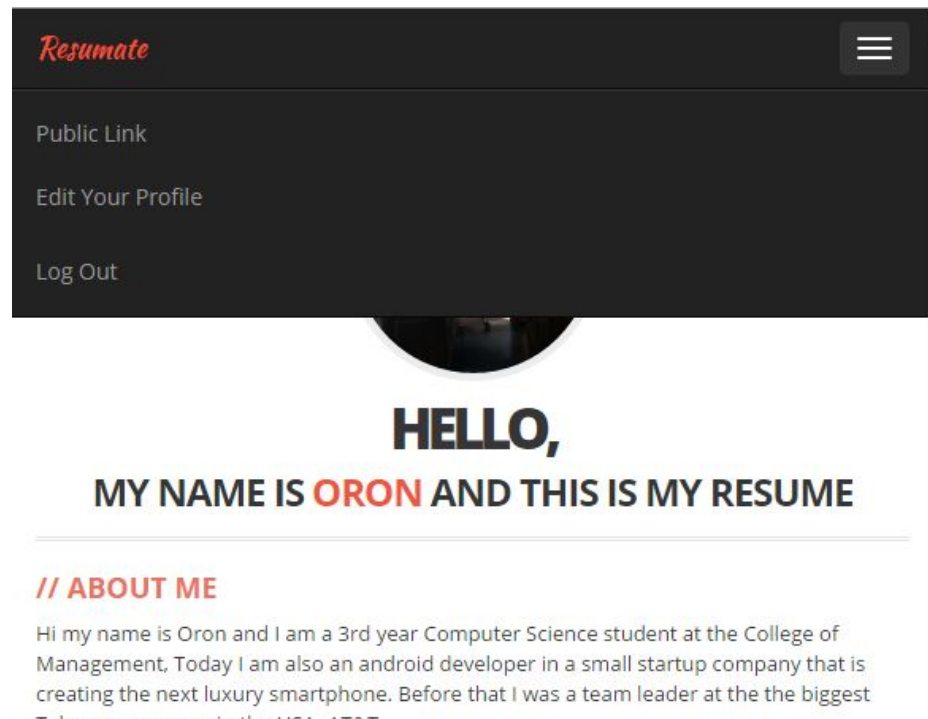 Resumate
Public Link
Edit Your Profile
Log Out
HELLO,
MY NAME IS ORON AND THIS IS MY RESUME
// ABOUT ME
Hi my name is Oron and I am a 3rd year Computer Science student at the College of
Management, Today I am also an android developer in a small startup company that is
creating the next luxury smartphone. Before that I was a team leader at the the biggest